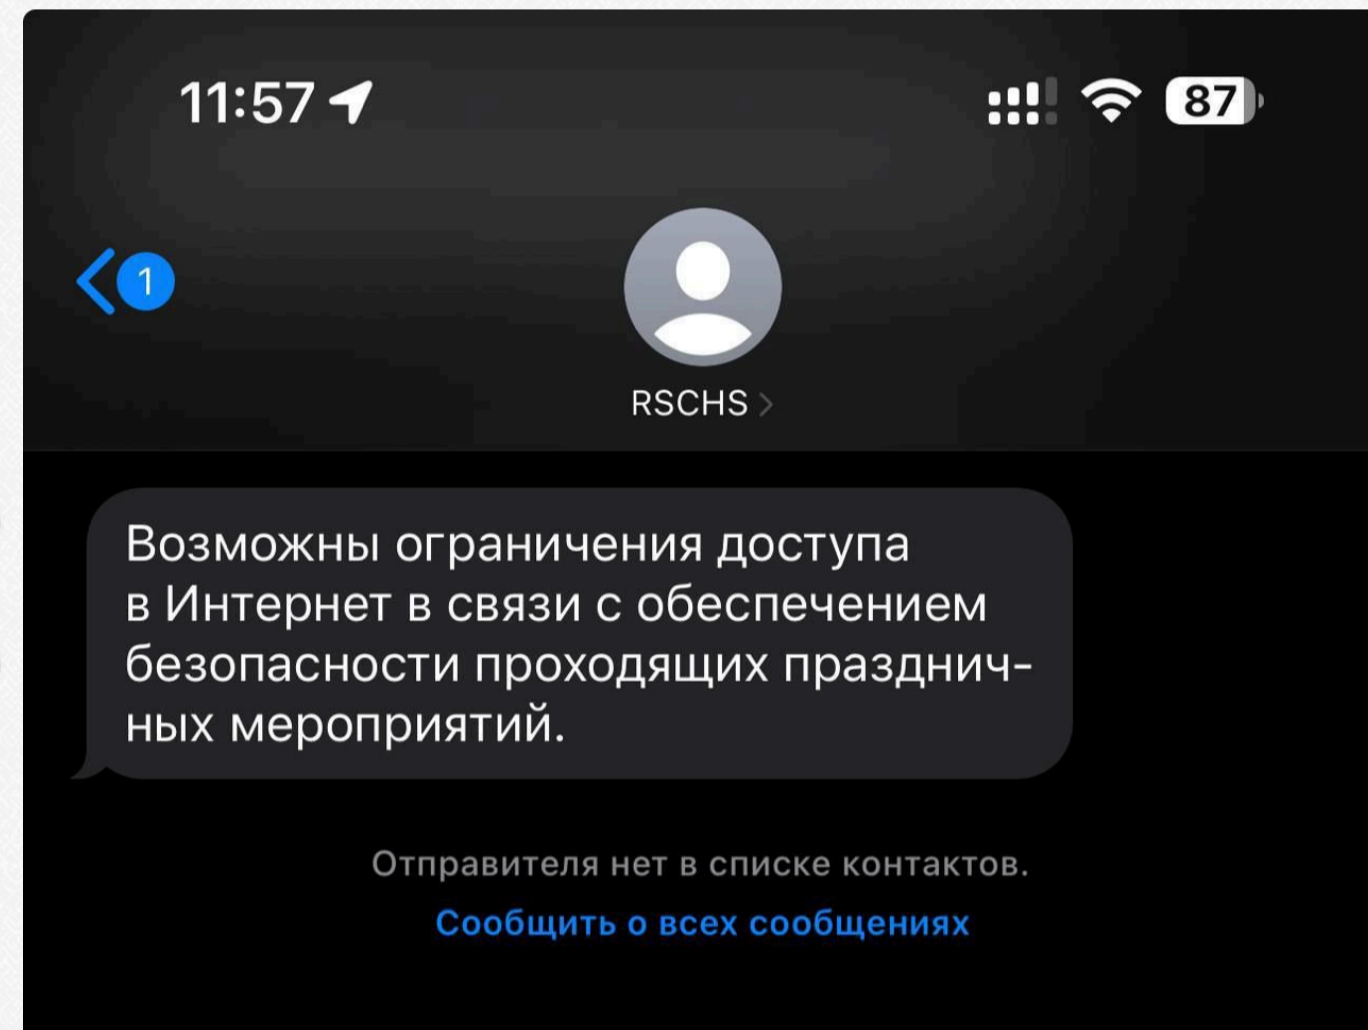 11:57
87
1
RSCHS
Возможны ограничения доступа
в Интернет в связи с обеспечением
безопасности проходящих празднич-
ных мероприятий.
Отправителя нет в списке контактов.
Сообщить о всех сообщениях